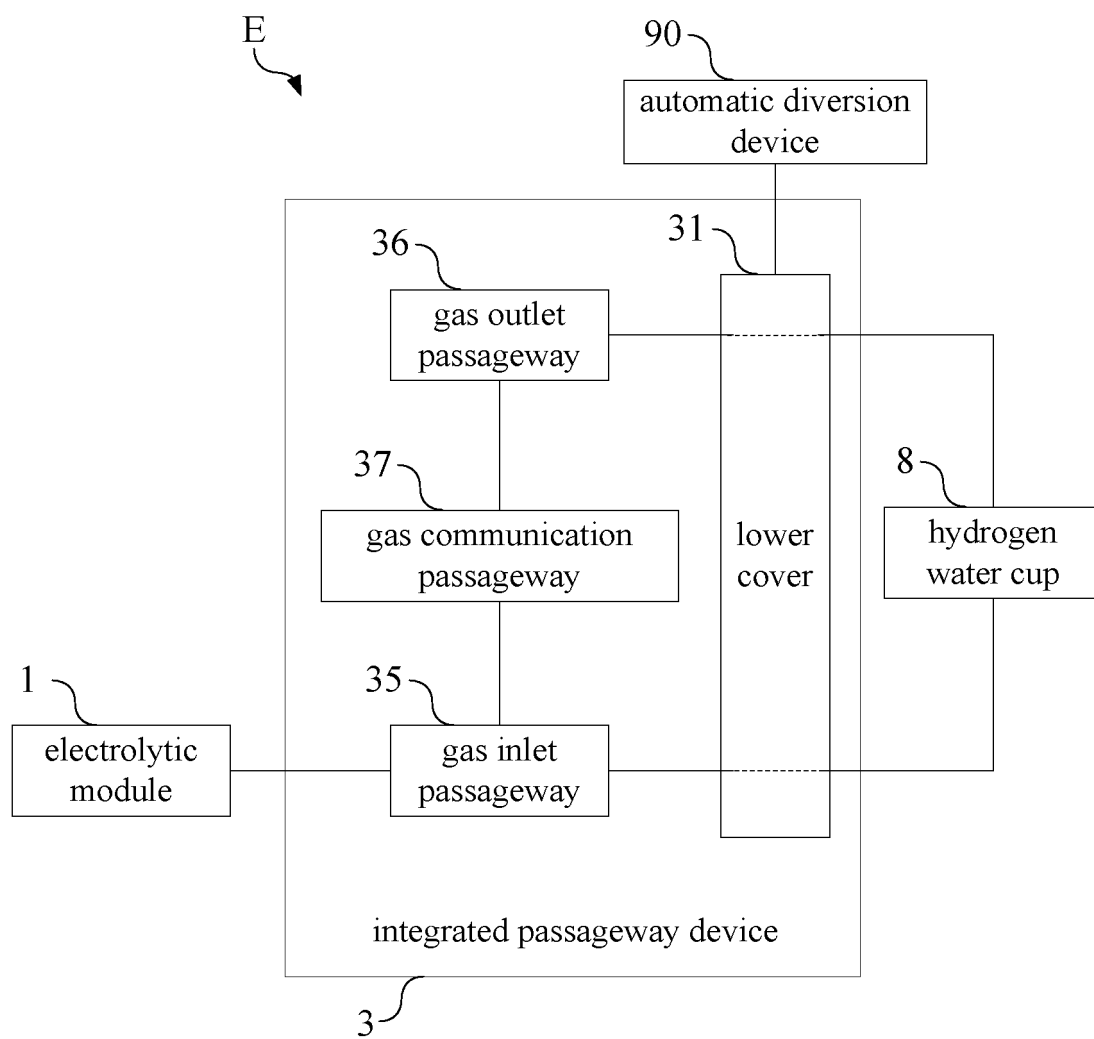 E
90
automatic diversion
device
31
36
gas outlet
passageway
37
gas communication
passageway
8
hydrogen
water cup
lower
cover
1
electrolytic
module
35
gas inlet
passageway
integrated passageway device
3